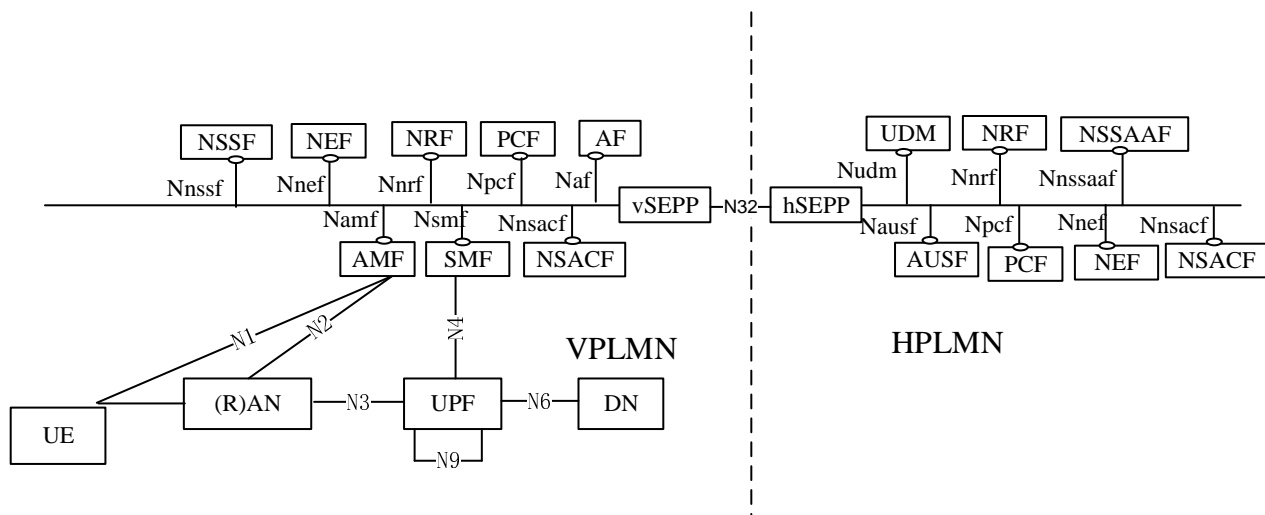 NSSF
NEF
NRF
PCF
AF
UDM
NRF
NSSAAF
Nnssf
Nnef
Nnrf
Npcf
Naf
Nudm
Nnrf
Nnssaaf
vSEPP
N32
hSEPP
Namf
Nsmf
Nnsacf
Nausf
Npcf
Nnef
Nnsacf
AMF
SMF
NSACF
AUSF
PCF
NEF
NSACF
N1
N2
N4
VPLMN
HPLMN
(R)AN
N3
UPF
N6
DN
UE
N9